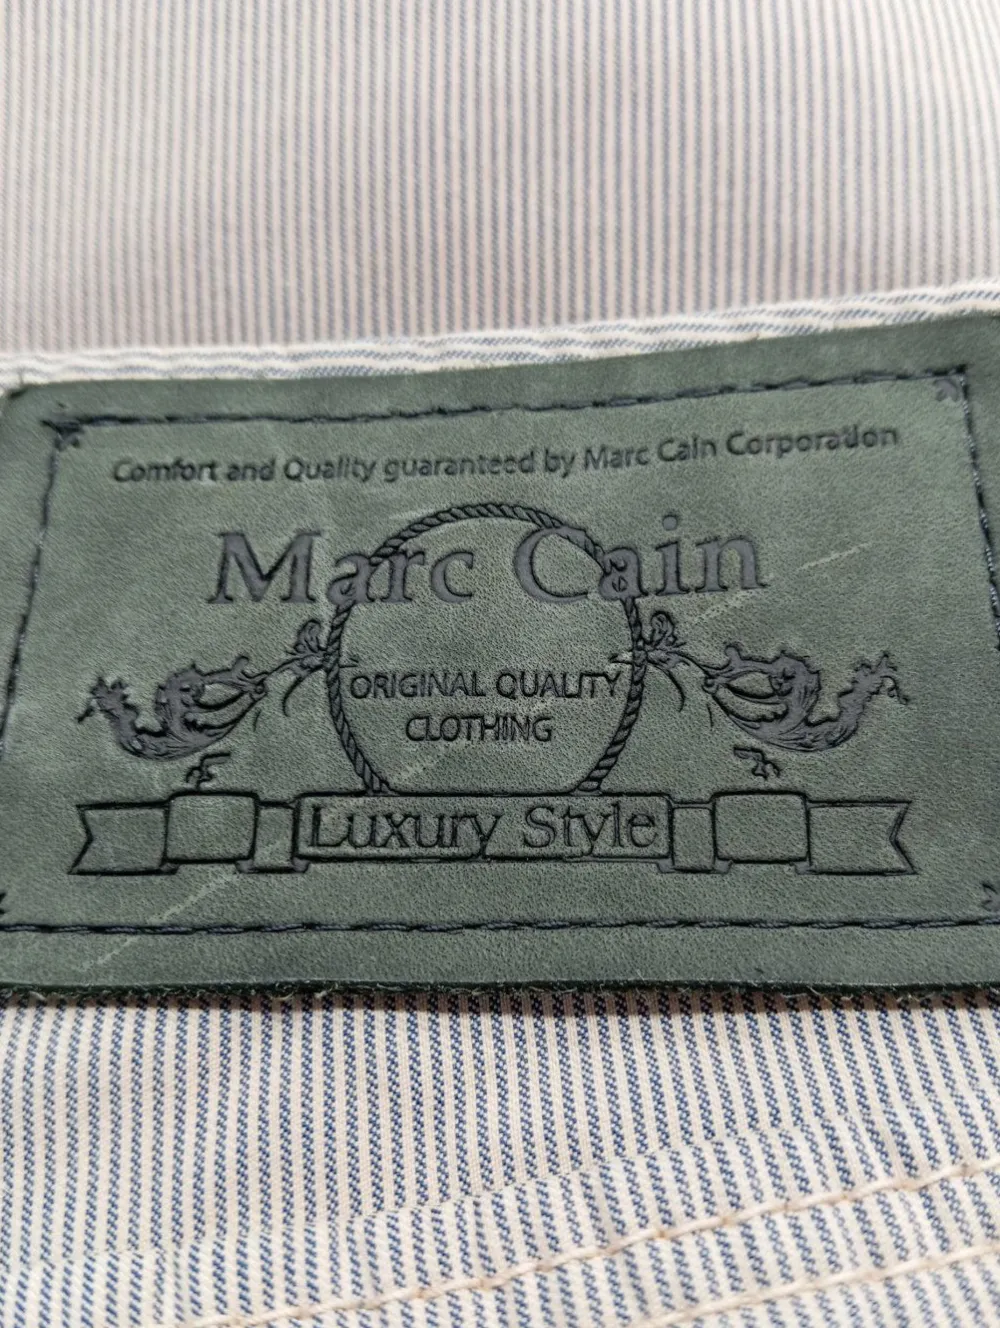 Comfort and Quality guaranteed by Marc Cain Corporation
Marc Cain
ORIGINAL QUALITY
CLOTHING
Luxury Style